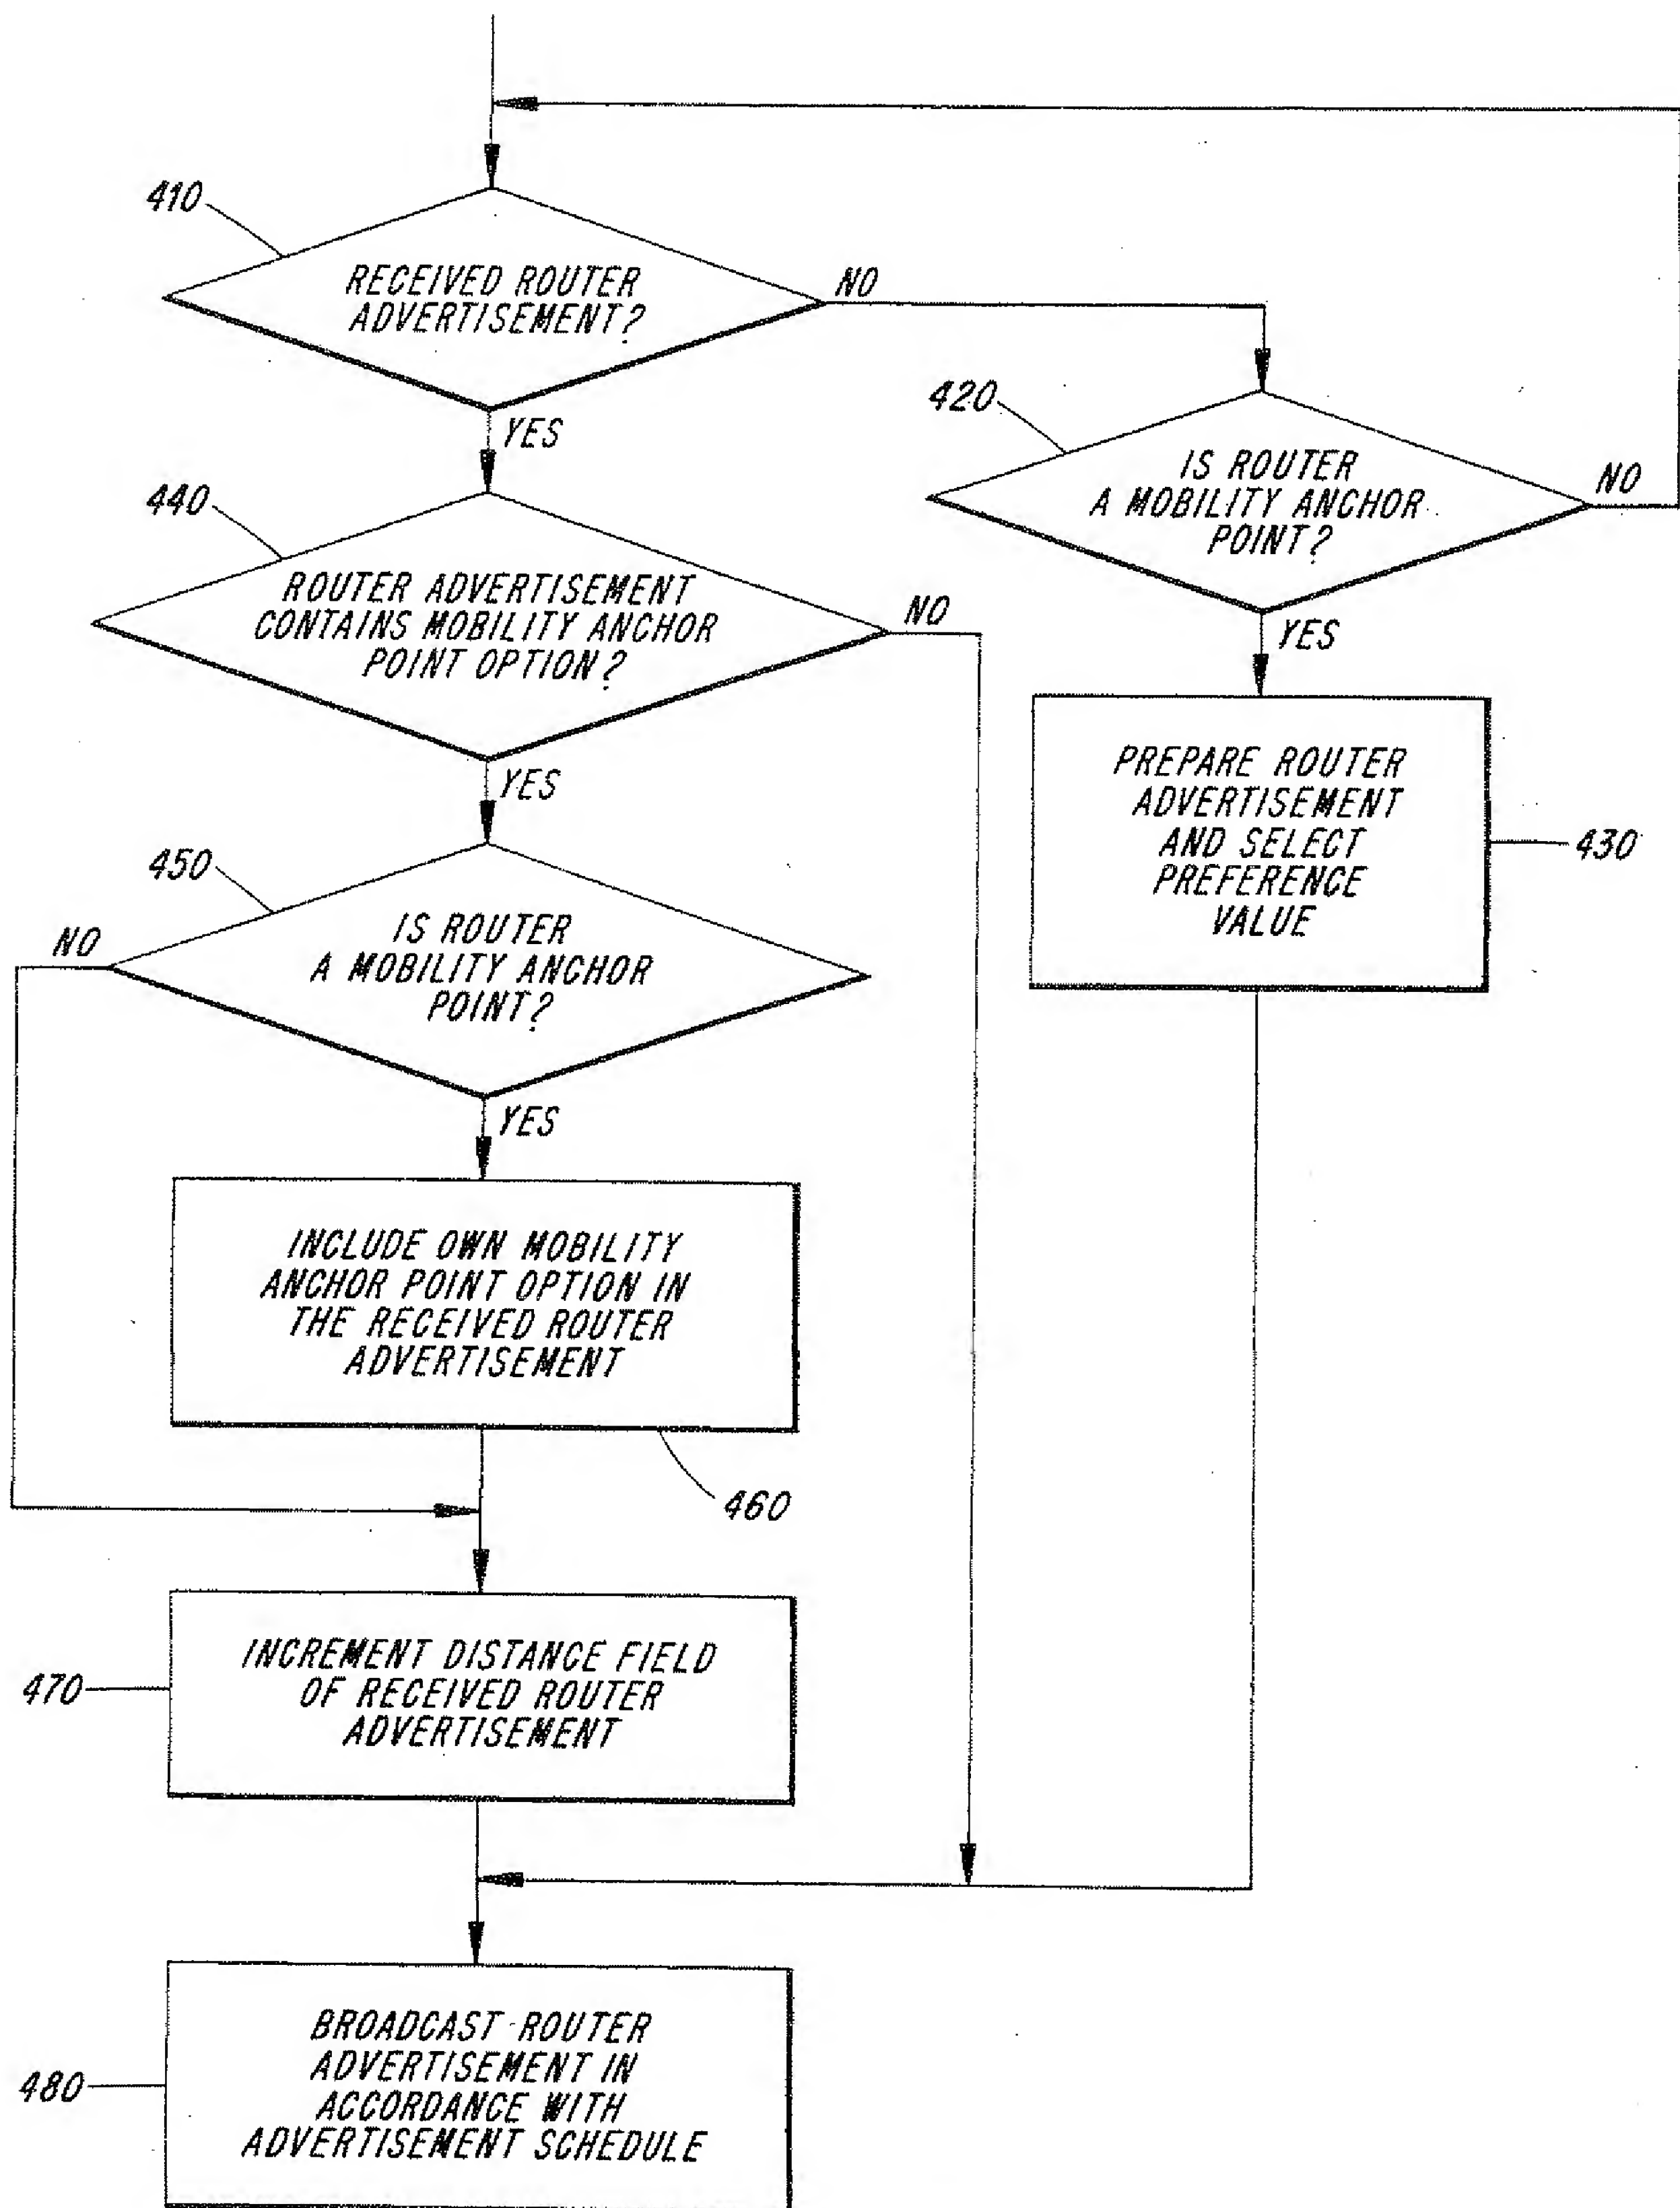 410
RECEIVED ROUTER
ADVERTISEMENT?
NO
YES
420
IS ROUTER
A MOBILITY ANCHOR
POINT?
NO
YES
440
ROUTER ADVERTISEMENT
CONTAINS MOBILITY ANCHOR
POINT OPTION?
NO
YES
PREPARE ROUTER
ADVERTISEMENT
AND SELECT
PREFERENCE
VALUE
430
450
NO
IS ROUTER
A MOBILITY ANCHOR
POINT?
YES
INCLUDE OWN MOBILITY
ANCHOR POINT OPTION IN
THE RECEIVED ROUTER
ADVERTISEMENT
460
470
INCREMENT DISTANCE FIELD
OF RECEIVED ROUTER
ADVERTISEMENT
480
BROADCAST ROUTER
ADVERTISEMENT IN
ACCORDANCE WITH
ADVERTISEMENT SCHEDULE